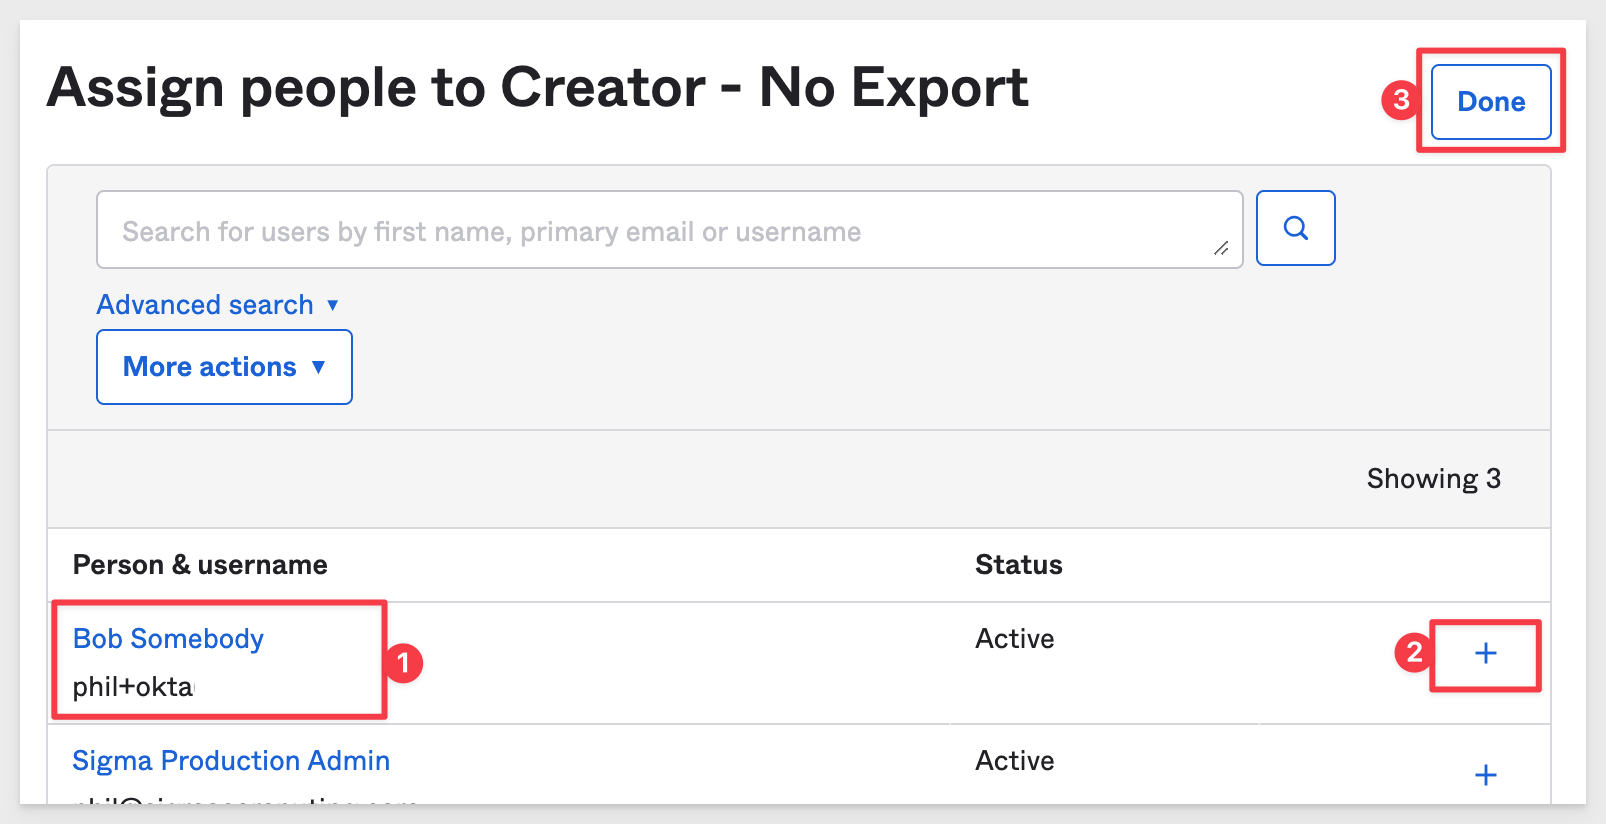 Assign people to Creator - No Export
3
Done
Search for users by first name, primary email or username
Advanced search ▼
More actions ▼
Showing 3
Person & username
Status
Bob Somebody
Active
phil+okta
1
2
+
Sigma Production Admin
Active
+